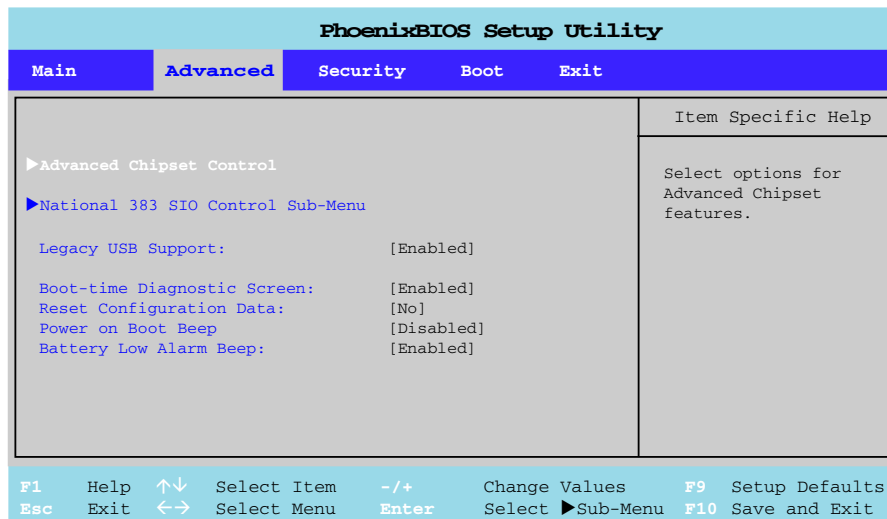 PhoenixBIOS Setup Utility
Main Advanced Security Boot Exit
Item Specific Help
▶Advanced Chipset Control
Select options for
Advanced Chipset
features.
▶National 383 SIO Control Sub-Menu
Legacy USB Support: [Enabled]
Boot-time Diagnostic Screen: [Enabled]
Reset Configuration Data: [No]
Power on Boot Beep [Disabled]
Battery Low Alarm Beep: [Enabled]
F1 Help ↑↓ Select Item -/+ Change Values F9 Setup Defaults
Esc Exit ←→ Select Menu Enter Select ▶Sub-Menu F10 Save and Exit